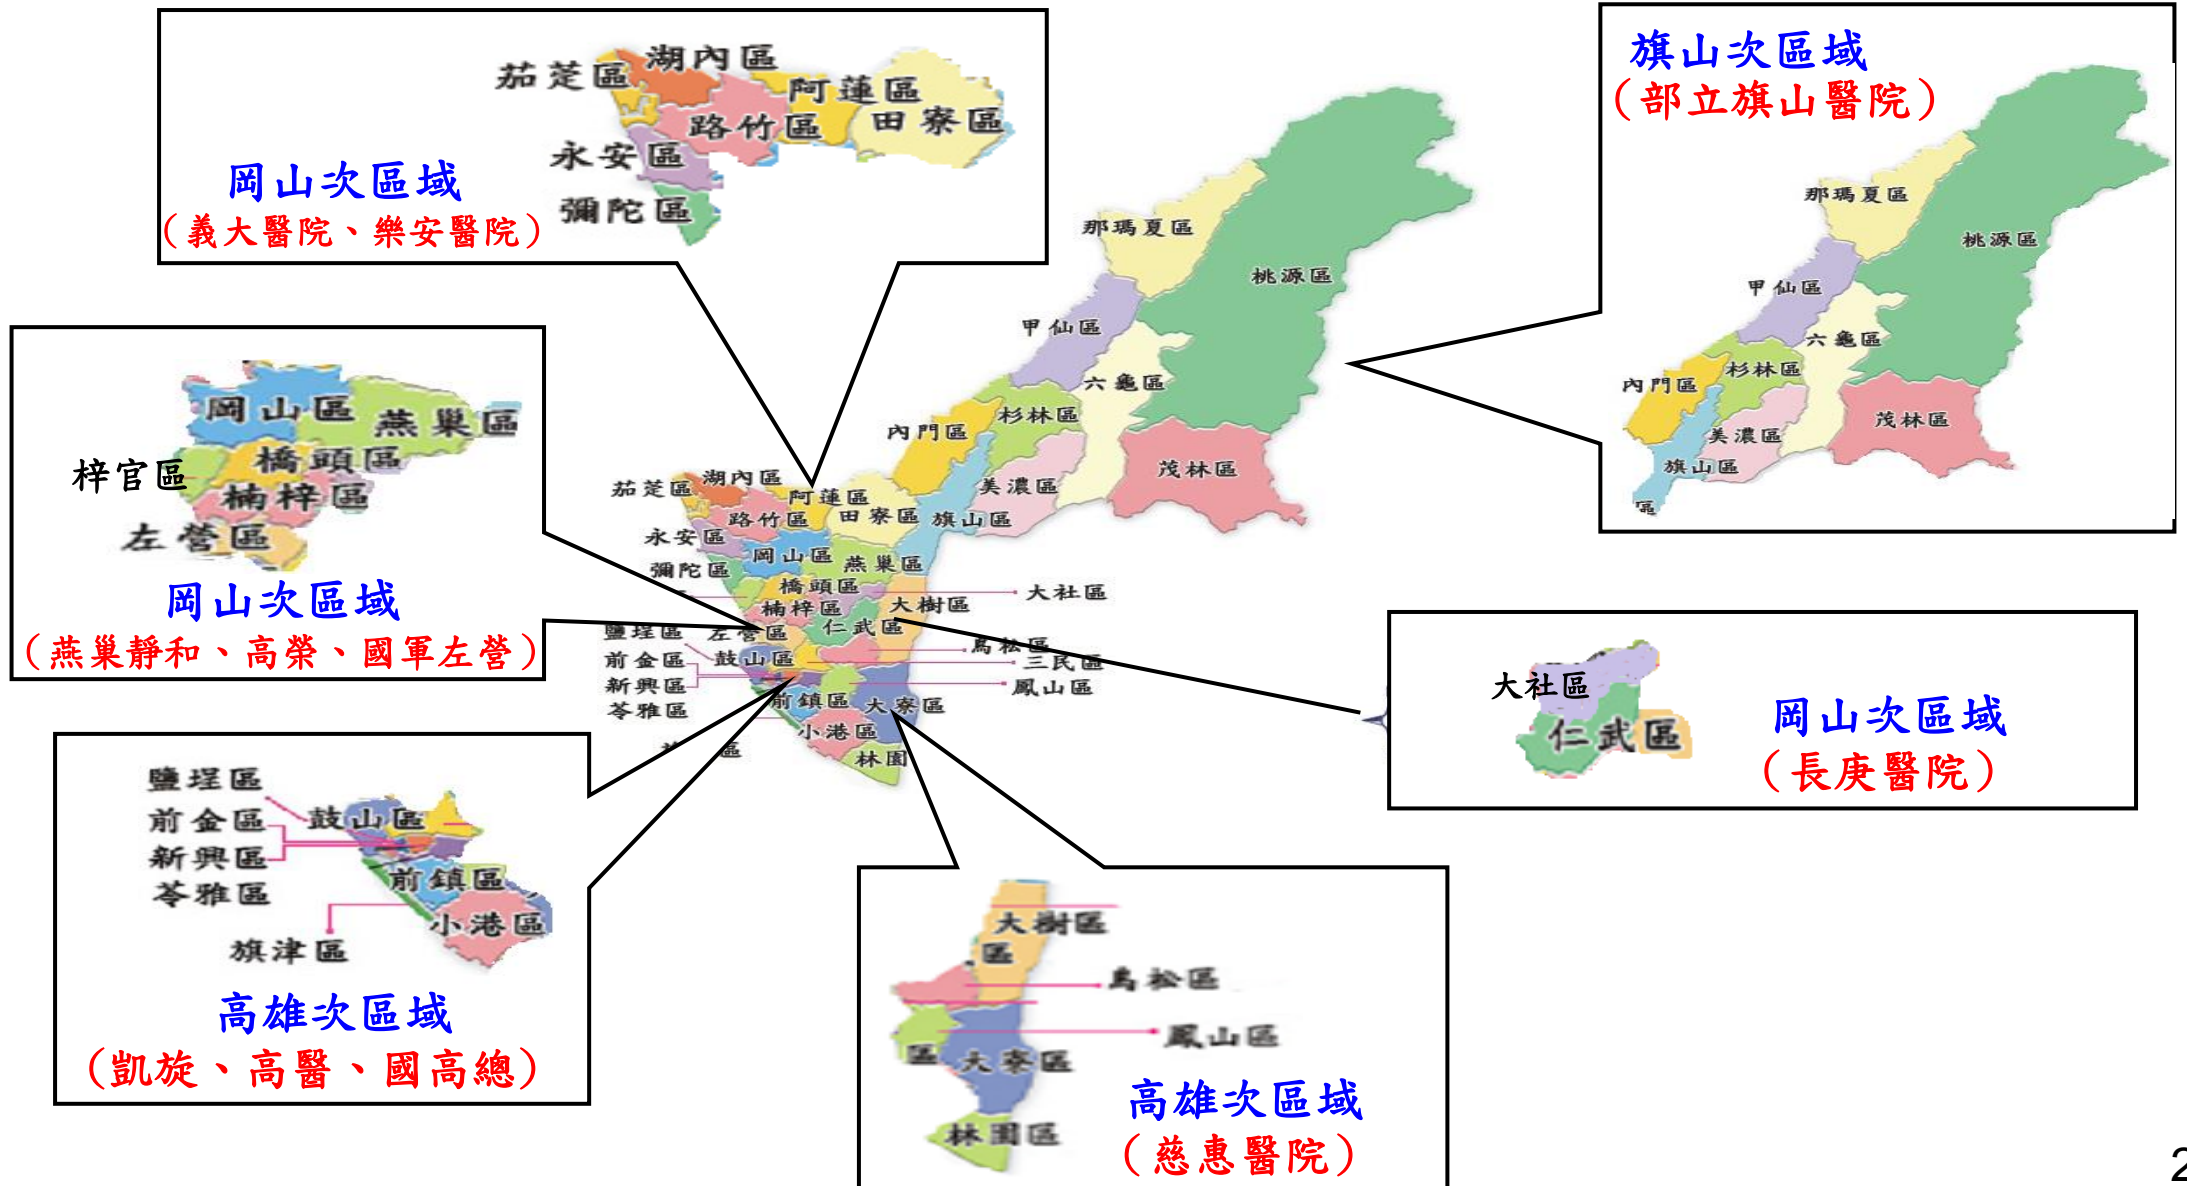 湖內區
茄萣區
阿蓮區
路竹區
田寮區
永安區
彌陀區
岡山次區域
（義大醫院、樂安醫院）
旗山次區域
（部立旗山醫院）
那瑪夏區
桃源區
甲仙區
六龜區
杉林區
內門區
美濃區
茂林區
旗山區
區
岡山區
燕巢區
橋頭區
梓官區
楠梓區
左營區
岡山次區域
（燕巢靜和、高榮、國軍左營）
那瑪夏區
桃源區
甲仙區
六龜區
杉林區
內門區
茂林區
美濃區
旗山區
湖內區
茄萣區
阿蓮區
路竹區
田寮區
永安區
岡山區
燕巢區
彌陀區
橋頭區
大社區
楠梓區
大樹區
仁武區
鹽埕區
左營區
鳥松區
前金區
鼓山區
三民區
新興區
鳳山區
苓雅區
前鎮區
大寮區
小港區
區
林園
大社區
仁武區
岡山次區域
（長庚醫院）
鹽埕區
前金區
鼓山區
新興區
苓雅區
前鎮區
小港區
旗津區
高雄次區域
（凱旋、高醫、國高總）
大樹區
區
鳥松區
鳳山區
區
大寮區
林園區
高雄次區域
（慈惠醫院）
2